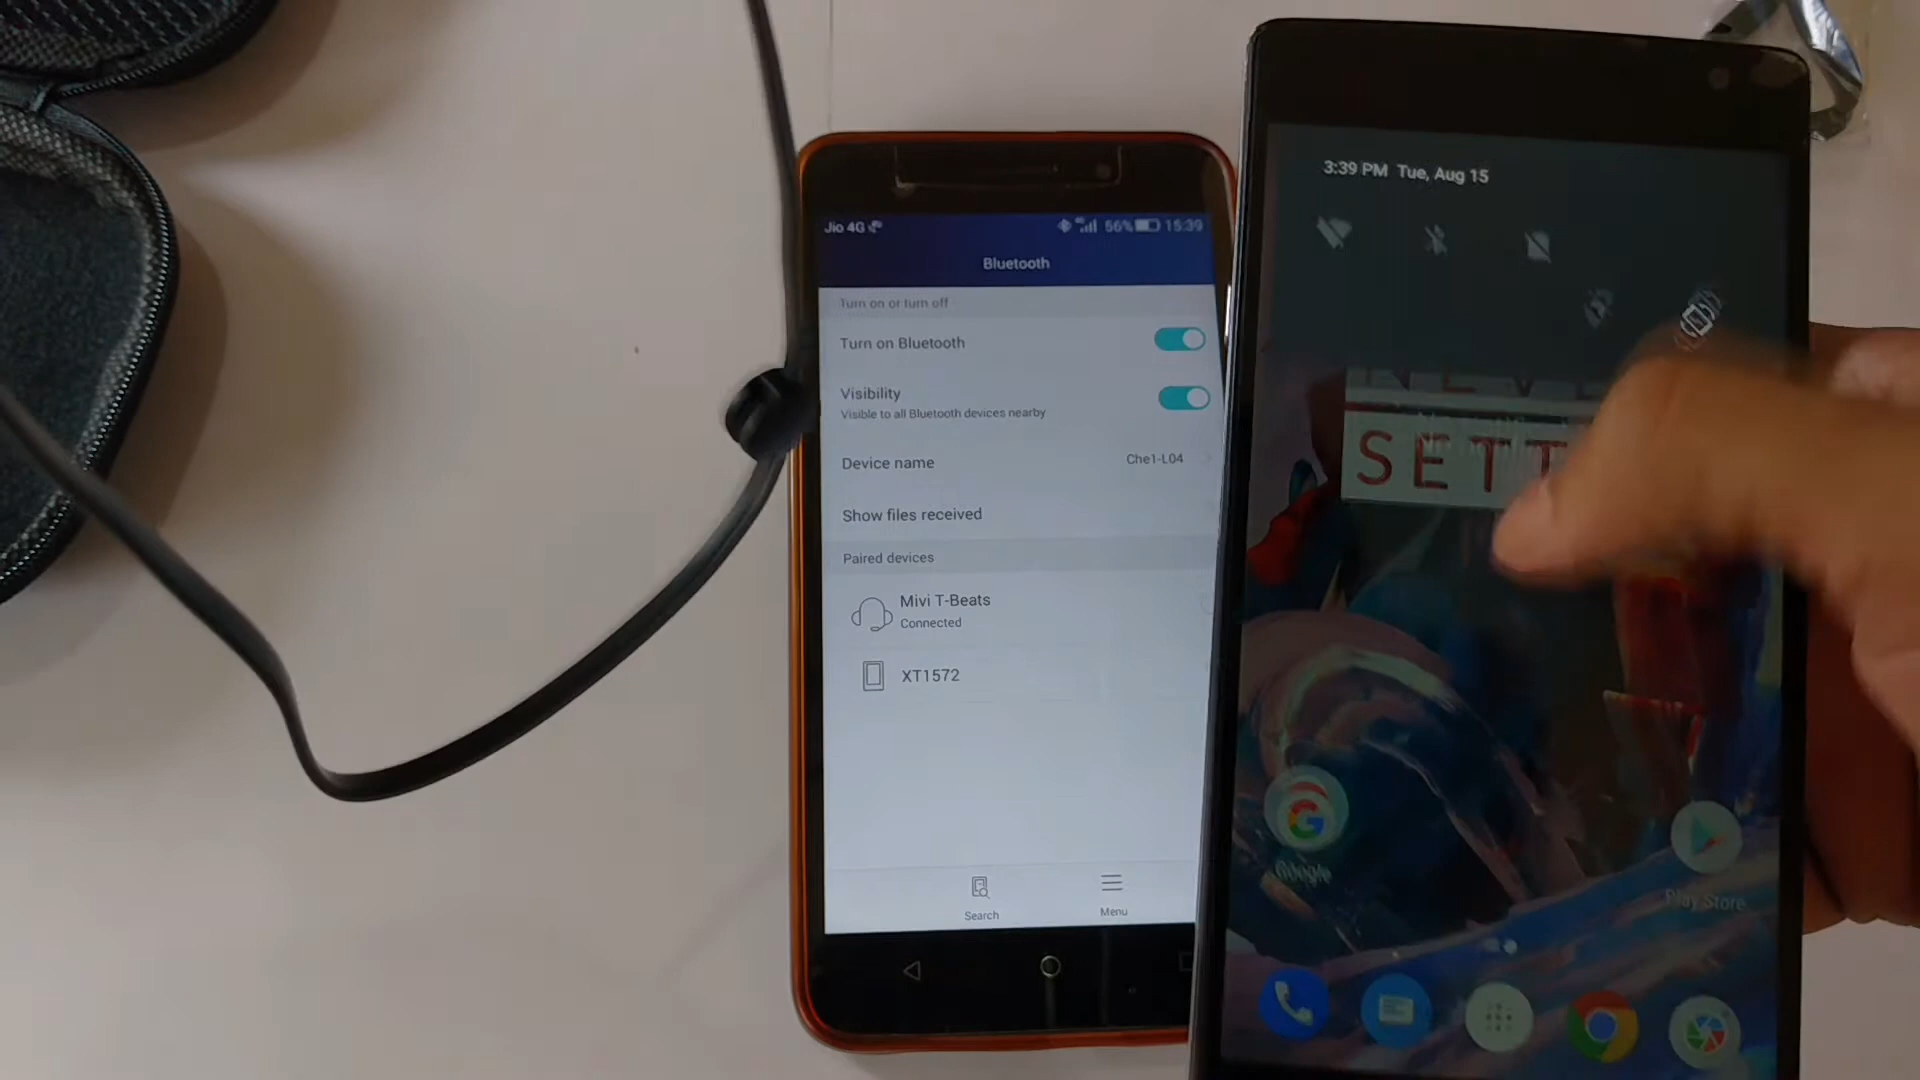 Jio 4G
56%
15:39
Bluetooth
Turn on or turn off
Turn on Bluetooth
Visibility
Visible to all Bluetooth devices nearby
Device name
Che1-L04
Show files received
Paired devices
Mivi T-Beats
Connected
XT1572
Search
Menu
3:39 PM Tue, Aug 15
SETT
Google
Play Store